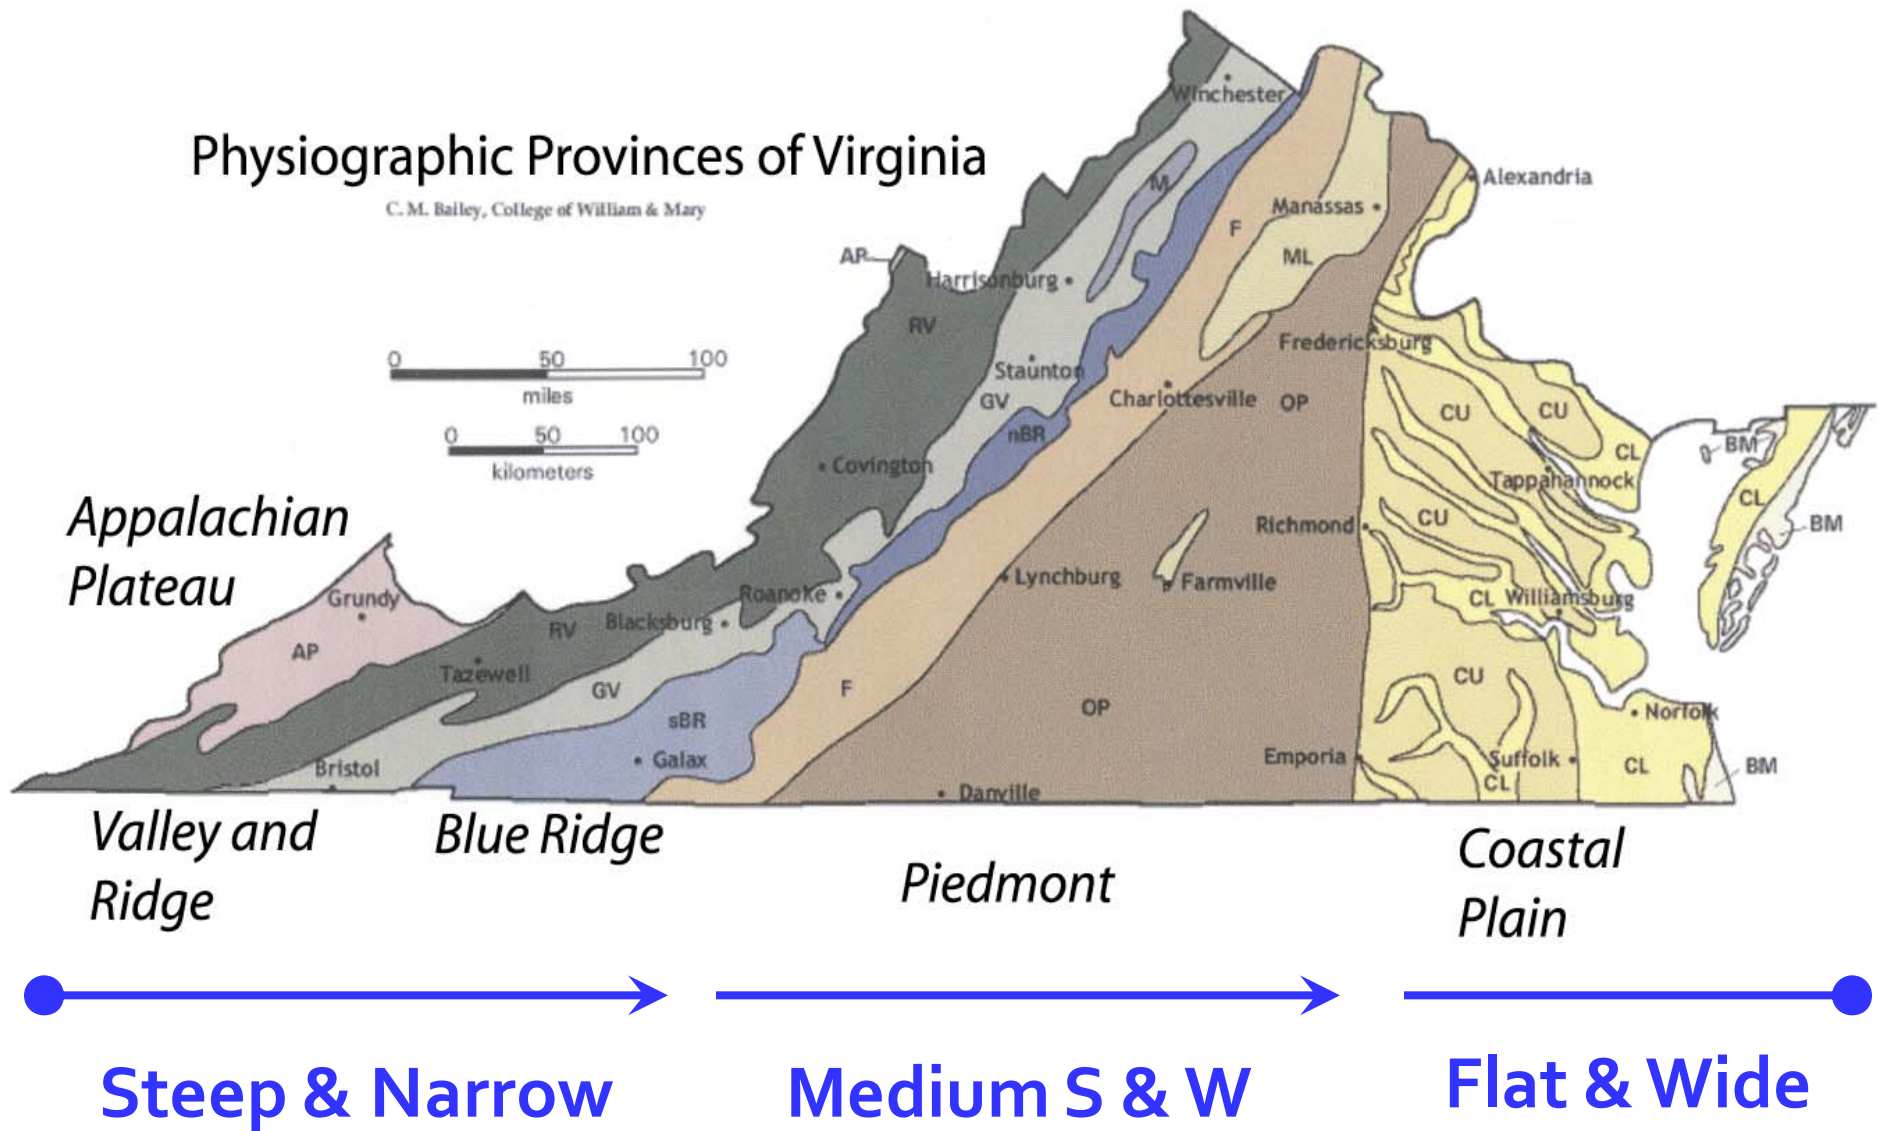 Physiographic Provinces of Virginia
C. M. Bailey, College of William & Mary
0 50 100
miles
0 50 100
kilometers
Winchester
M
Alexandria
Manassas
F
ML
AP
Harrisonburg
RV
Fredericksburg
Staunton
GV
Charlottesville
OP
CU
CU
nBR
CL
BM
Covington
Tappahannock
CL
BM
Appalachian
Plateau
Richmond
CU
Lynchburg
Farmville
Grundy
Roanoke
CL
Williamsburg
Blacksburg
RV
AP
Tazewell
GV
F
CU
sBR
OP
Norfolk
Galax
Emporia
Suffolk
CL
BM
Bristol
CL
Danville
Valley and
Ridge
Blue Ridge
Piedmont
Coastal
Plain
Steep & Narrow
Medium S & W
Flat & Wide